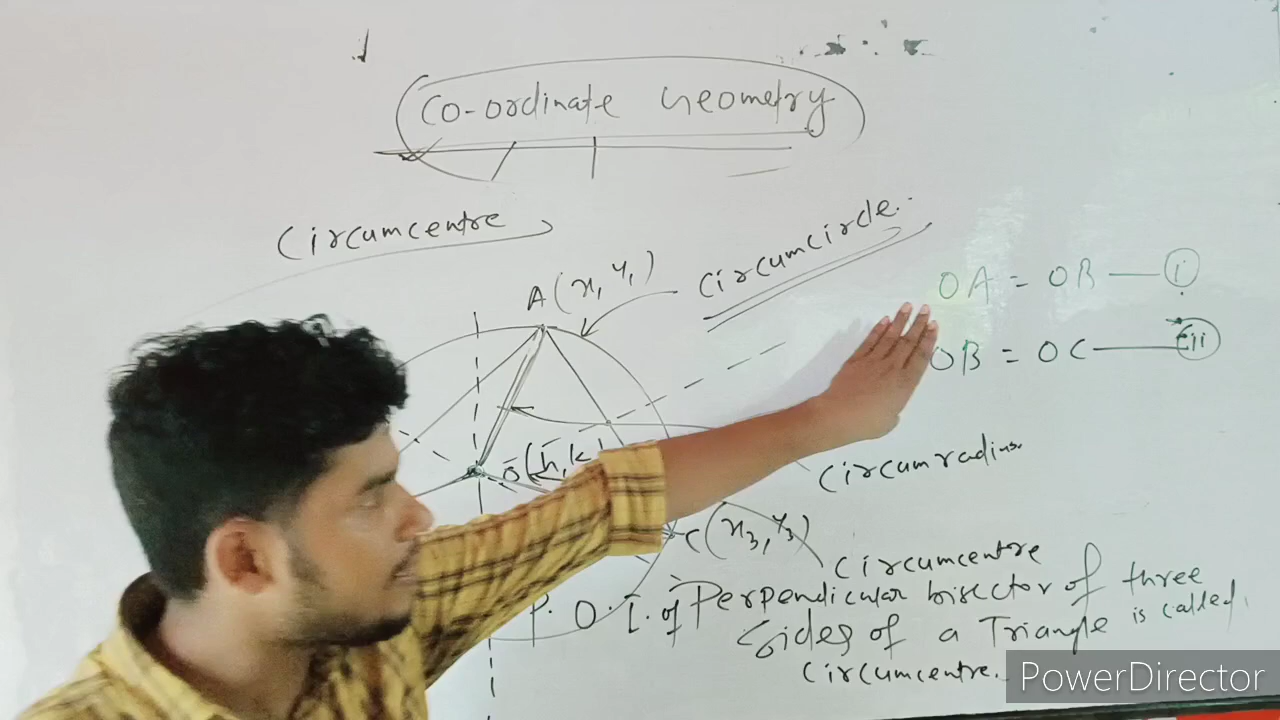 Co-ordinate Geometry
Circumcentre
Circumcircle..
A(x₁, y₁)
OA = OB — (i)
OB = OC — (ii)
O(h, k)
Circumradius
C(x₃, y₃)
Circumcentre
P.O.I. of Perpendicular bisector of three
Sides of a Triangle is called
Circumcentre.
PowerDirector